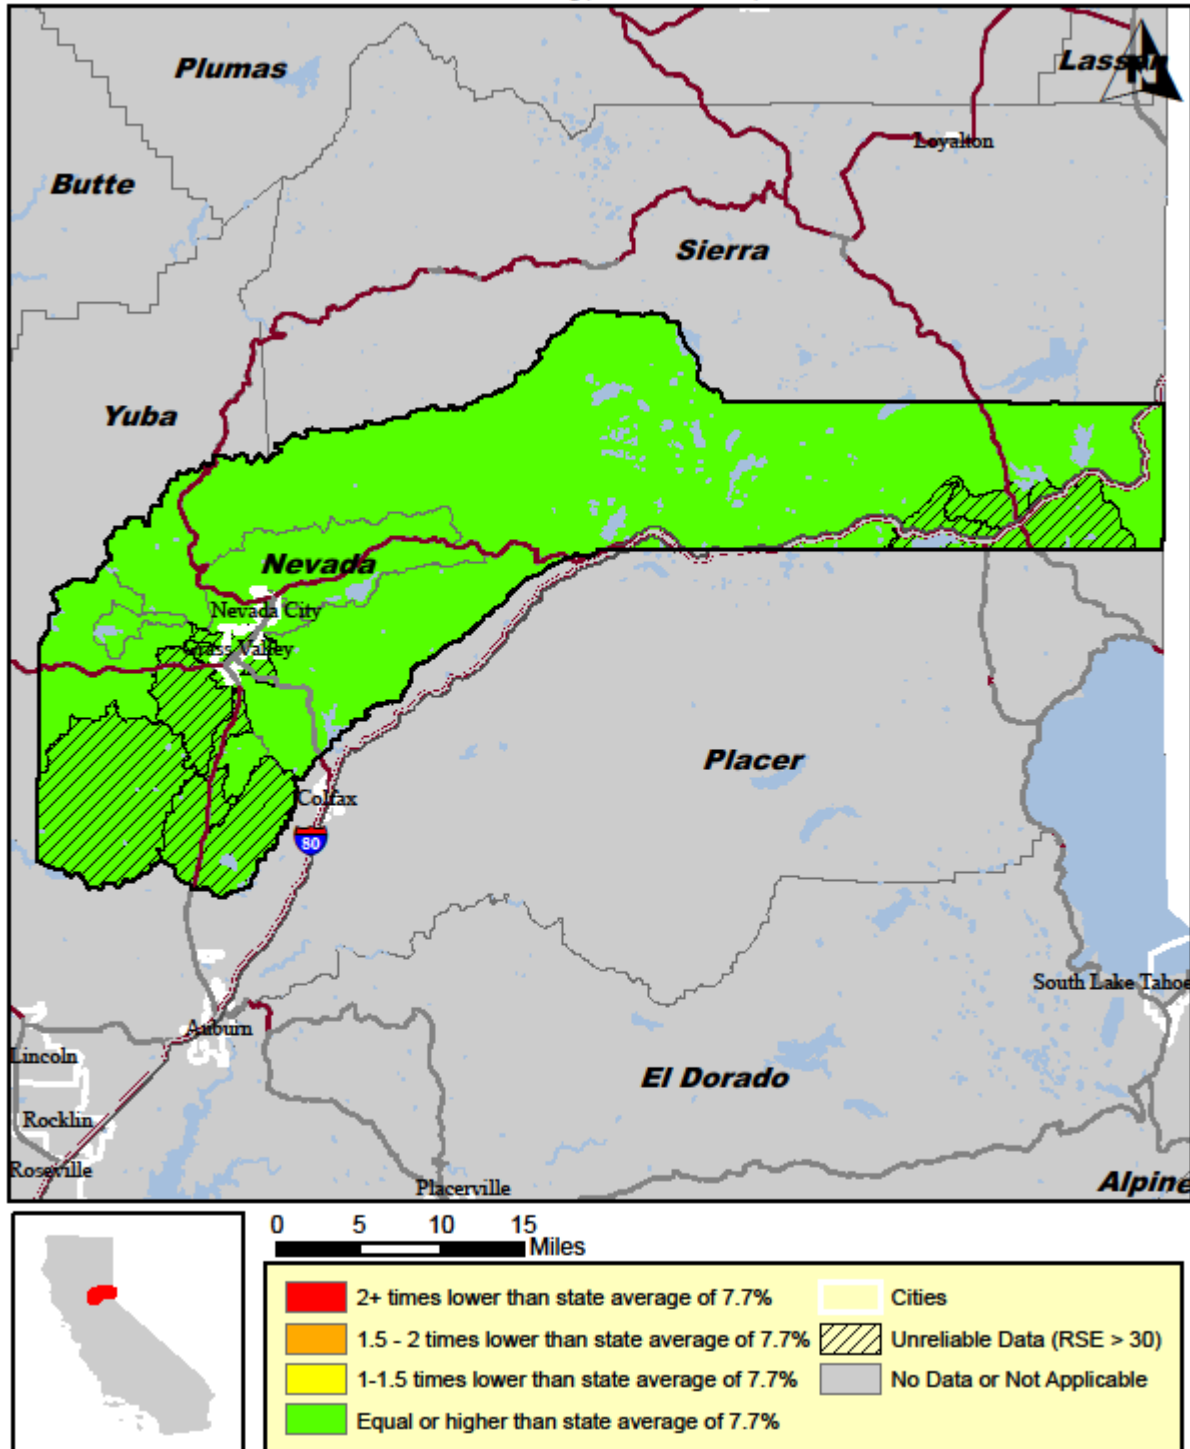 Plumas
Lassen
N
Loyalton
Butte
Sierra
Yuba
Nevada
Nevada City
Grass Valley
Placer
Colfax
80
South Lake Tahoe
Auburn
Lincoln
El Dorado
Rocklin
Roseville
Placerville
Alpine
0 5 10 15
Miles
2+ times lower than state average of 7.7%
Cities
1.5 - 2 times lower than state average of 7.7%
Unreliable Data (RSE > 30)
1-1.5 times lower than state average of 7.7%
No Data or Not Applicable
Equal or higher than state average of 7.7%